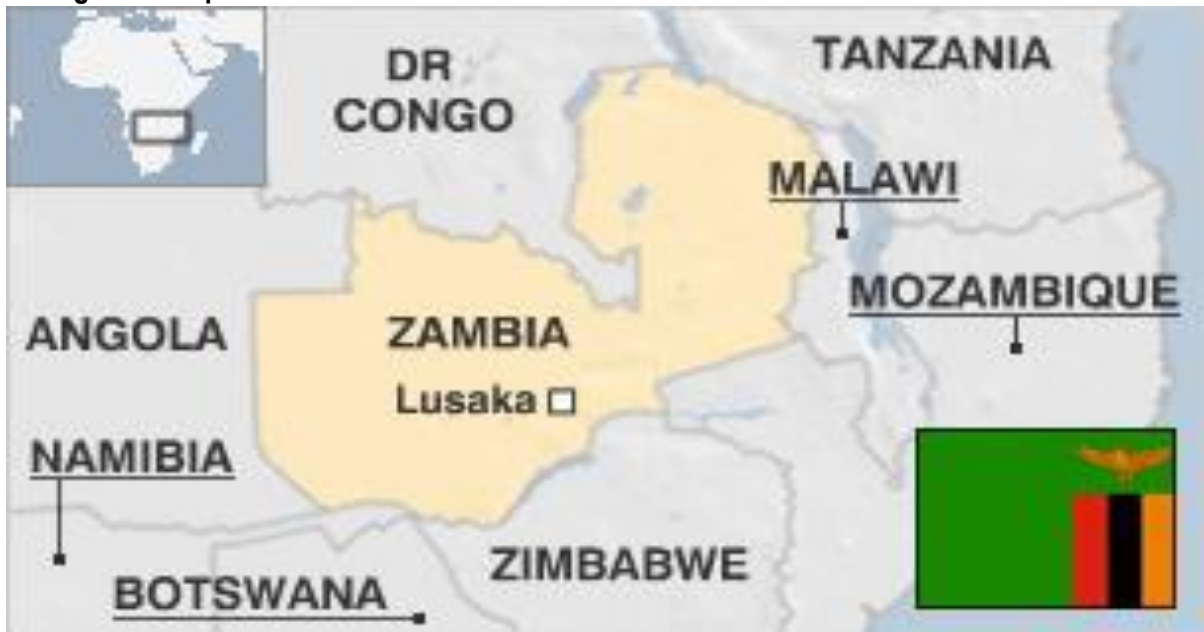 DR
CONGO
TANZANIA
MALAWI
MOZAMBIQUE
ANGOLA
ZAMBIA
Lusaka
NAMIBIA
ZIMBABWE
BOTSWANA